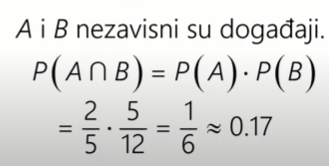 A i B nezavisni su događaji.
P(A ∩ B) = P(A) · P(B)
= 2/5 · 5/12 = 1/6 ≈ 0.17